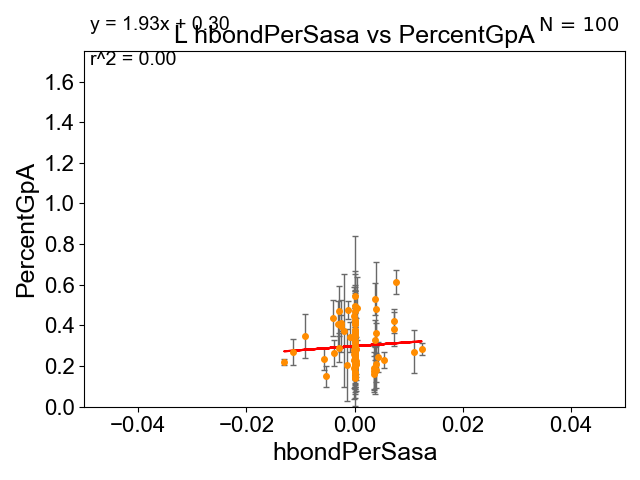 y = 1.93x + 0.30
N = 100
L hbondPerSasa vs PercentGpA
r^2 = 0.00
PercentGpA
1.6
1.4
1.2
1.0
0.8
0.6
0.4
0.2
0.0
−0.04 −0.02 0.00 0.02 0.04
hbondPerSasa